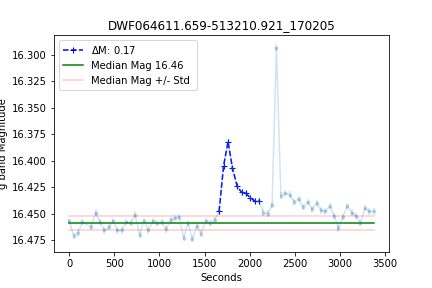 DWF064611.659-513210.921_170205
ΔM: 0.17
Median Mag 16.46
Median Mag +/- Std
g band Magnitude
16.300
16.325
16.350
16.375
16.400
16.425
16.450
16.475
0 500 1000 1500 2000 2500 3000 3500
Seconds